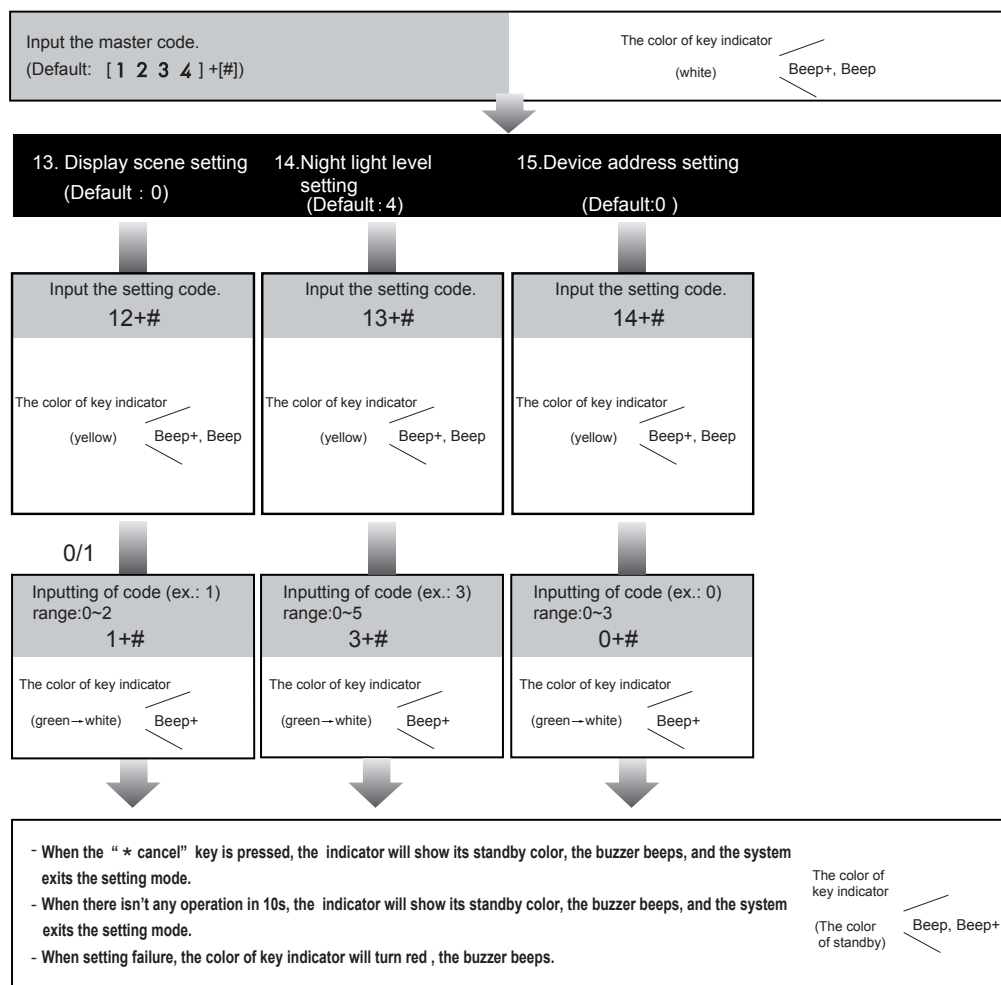 Input the master code.
(Default: [1 2 3 4] +[#])
The color of key indicator
(white)
Beep+, Beep
13. Display scene setting
(Default : 0)
14.Night light level
setting
(Default : 4)
15.Device address setting
(Default:0 )
Input the setting code.
12+#
The color of key indicator
(yellow)
Beep+, Beep
Input the setting code.
13+#
The color of key indicator
(yellow)
Beep+, Beep
Input the setting code.
14+#
The color of key indicator
(yellow)
Beep+, Beep
0/1
Inputting of code (ex.: 1)
range:0~2
1+#
The color of key indicator
(green→white)
Beep+
Inputting of code (ex.: 3)
range:0~5
3+#
The color of key indicator
(green→white)
Beep+
Inputting of code (ex.: 0)
range:0~3
0+#
The color of key indicator
(green→white)
Beep+
- When the “ * cancel” key is pressed, the indicator will show its standby color, the buzzer beeps, and the system
exits the setting mode.
- When there isn't any operation in 10s, the indicator will show its standby color, the buzzer beeps, and the system
exits the setting mode.
- When setting failure, the color of key indicator will turn red , the buzzer beeps.
The color of
key indicator
(The color
of standby)
Beep, Beep+